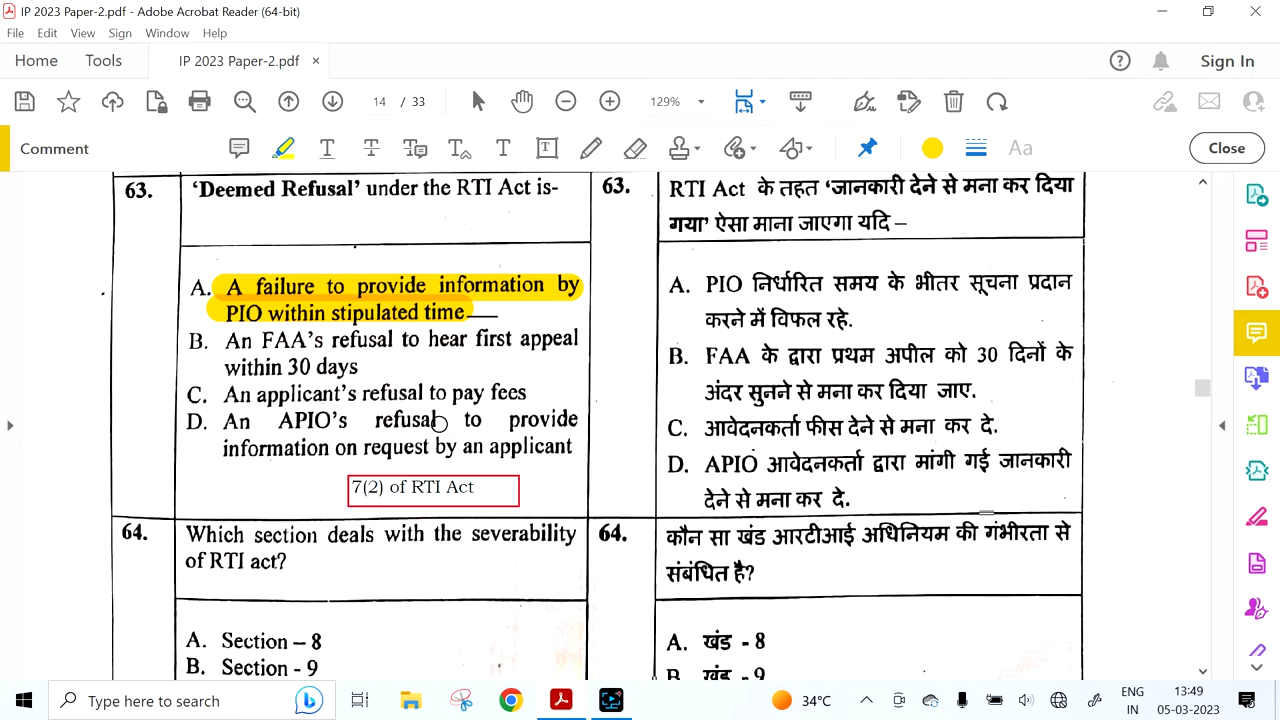 IP 2023 Paper-2.pdf - Adobe Acrobat Reader (64-bit)
File Edit View Sign Window Help
Home Tools IP 2023 Paper-2.pdf × Sign In
14 / 33 129%
Comment Aa Close
63. ‘Deemed Refusal’ under the RTI Act is-
A. A failure to provide information by
PIO within stipulated time
B. An FAA’s refusal to hear first appeal
within 30 days
C. An applicant’s refusal to pay fees
D. An APIO’s refusal to provide
information on request by an applicant
7(2) of RTI Act
64. Which section deals with the severability
of RTI act?
A. Section – 8
B. Section - 9
63. RTI Act के तहत ‘जानकारी देने से मना कर दिया
गया’ ऐसा माना जाएगा यदि –
A. PIO निर्धारित समय के भीतर सूचना प्रदान
करने में विफल रहे.
B. FAA के द्वारा प्रथम अपील को 30 दिनों के
अंदर सुनने से मना कर दिया जाए.
C. आवेदनकर्ता फीस देने से मना कर दे.
D. APIO आवेदनकर्ता द्वारा मांगी गई जानकारी
देने से मना कर दे.
64. कौन सा खंड आरटीआई अधिनियम की गंभीरता से
संबंधित है?
A. खंड - 8
B. खंड - 9
Type here to search
34°C
ENG
IN
13:49
05-03-2023